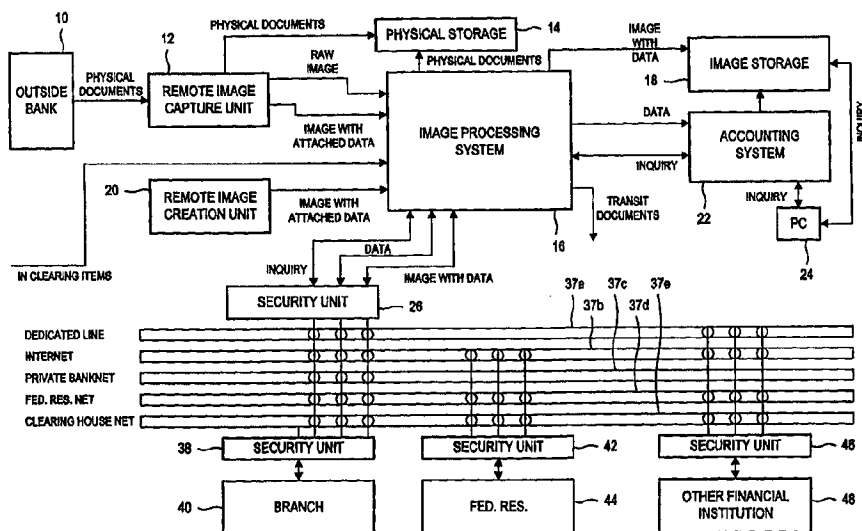 10
12
PHYSICAL DOCUMENTS
14
PHYSICAL STORAGE
IMAGE WITH DATA
18
IMAGE STORAGE
OUTSIDE BANK
PHYSICAL DOCUMENTS
REMOTE IMAGE CAPTURE UNIT
RAW IMAGE
PHYSICAL DOCUMENTS
IMAGE WITH ATTACHED DATA
IMAGE PROCESSING SYSTEM
DATA
ACCOUNTING SYSTEM
INQUIRY
INQUIRY
20
REMOTE IMAGE CREATION UNIT
IMAGE WITH ATTACHED DATA
TRANSIT DOCUMENTS
16
22
INQUIRY
PC
24
IN CLEARING ITEMS
INQUIRY
DATA
IMAGE WITH DATA
SECURITY UNIT
26
37a
37b
37c
37d
37e
DEDICATED LINE
INTERNET
PRIVATE BANKNET
FED. RES. NET
CLEARING HOUSE NET
38
SECURITY UNIT
SECURITY UNIT
42
SECURITY UNIT
46
40
BRANCH
FED. RES.
44
OTHER FINANCIAL INSTITUTION
48